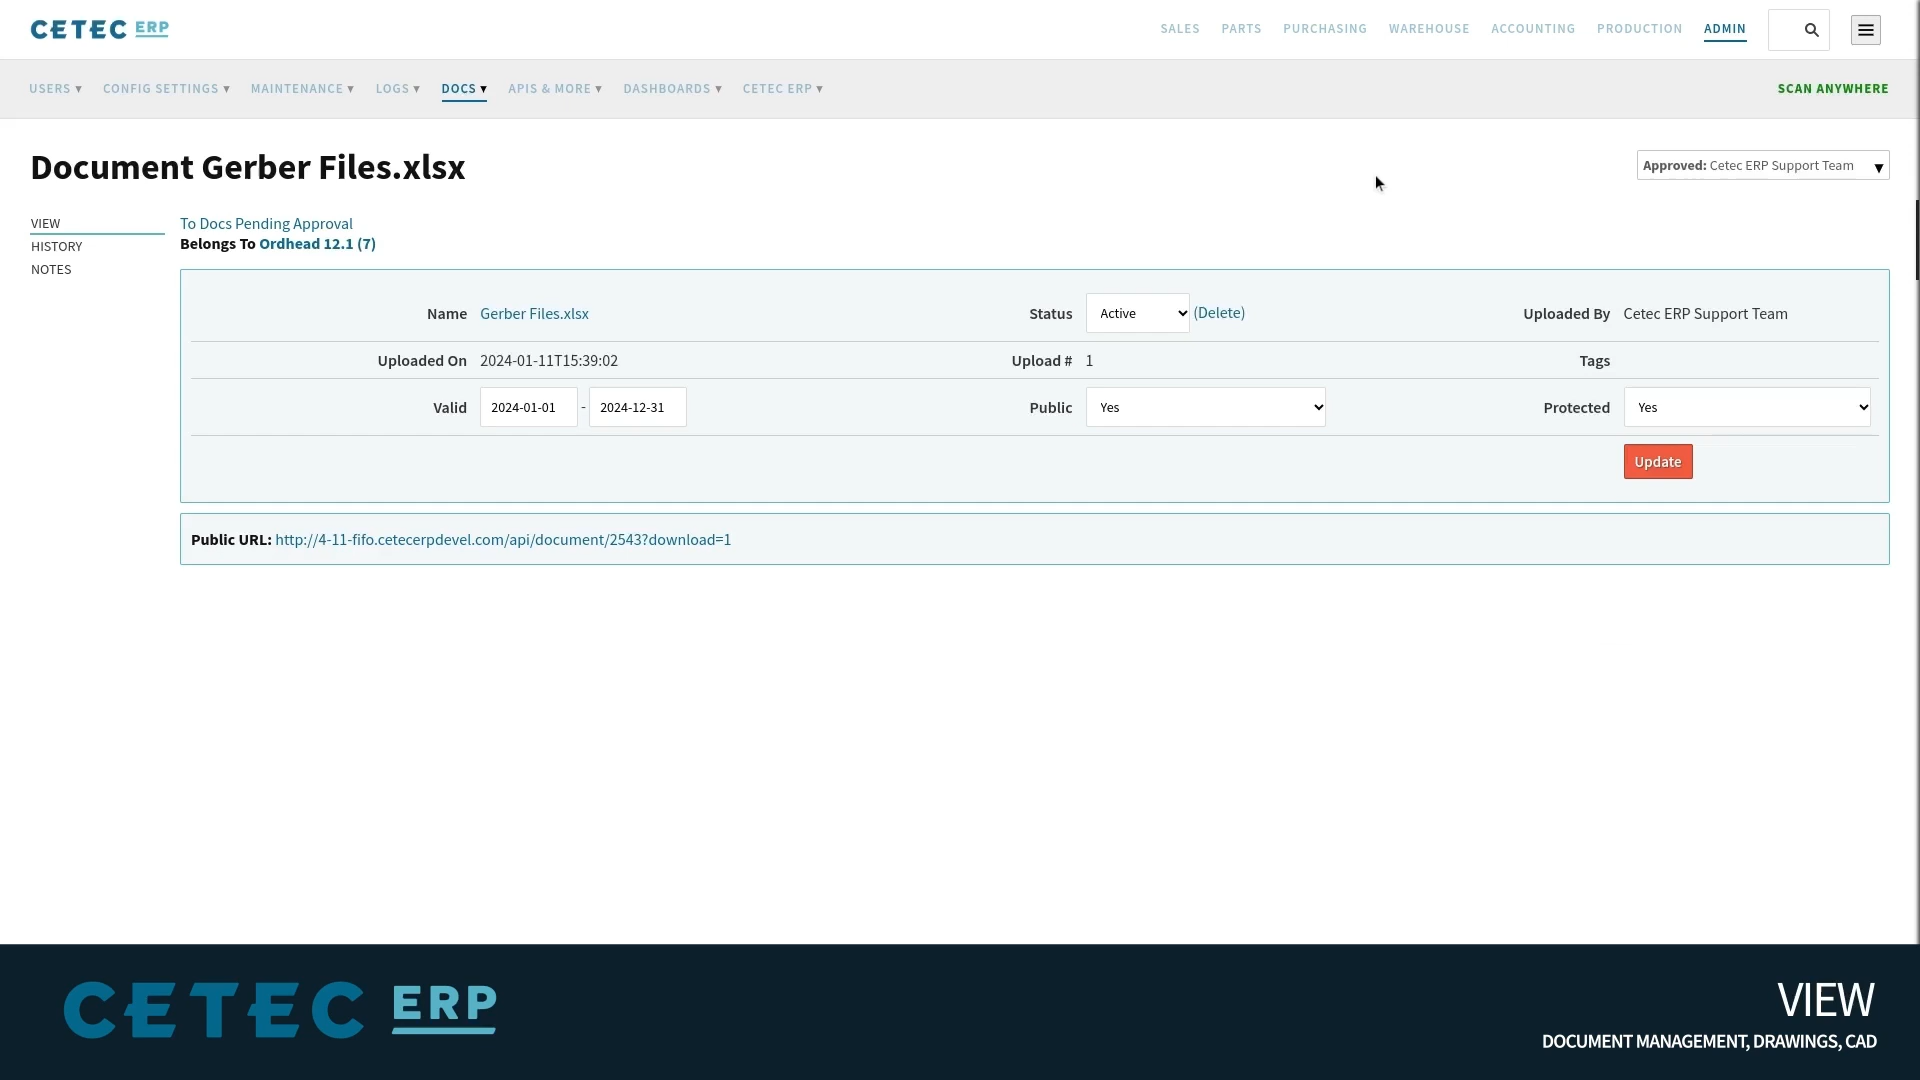 CETEC ERP
SALES PARTS PURCHASING WAREHOUSE ACCOUNTING PRODUCTION ADMIN
USERS ▾ CONFIG SETTINGS ▾ MAINTENANCE ▾ LOGS ▾ DOCS ▾ APIS & MORE ▾ DASHBOARDS ▾ CETEC ERP ▾ SCAN ANYWHERE
Document Gerber Files.xlsx
Approved: Cetec ERP Support Team ▼
VIEW
HISTORY
NOTES
To Docs Pending Approval
Belongs To Ordhead 12.1 (7)
Name Gerber Files.xlsx Status Active (Delete) Uploaded By Cetec ERP Support Team
Uploaded On 2024-01-11T15:39:02 Upload # 1 Tags
Valid 2024-01-01 - 2024-12-31 Public Yes Protected Yes
Update
Public URL: http://4-11-fifo.cetecerpdevel.com/api/document/2543?download=1
CETEC ERP
VIEW
DOCUMENT MANAGEMENT, DRAWINGS, CAD